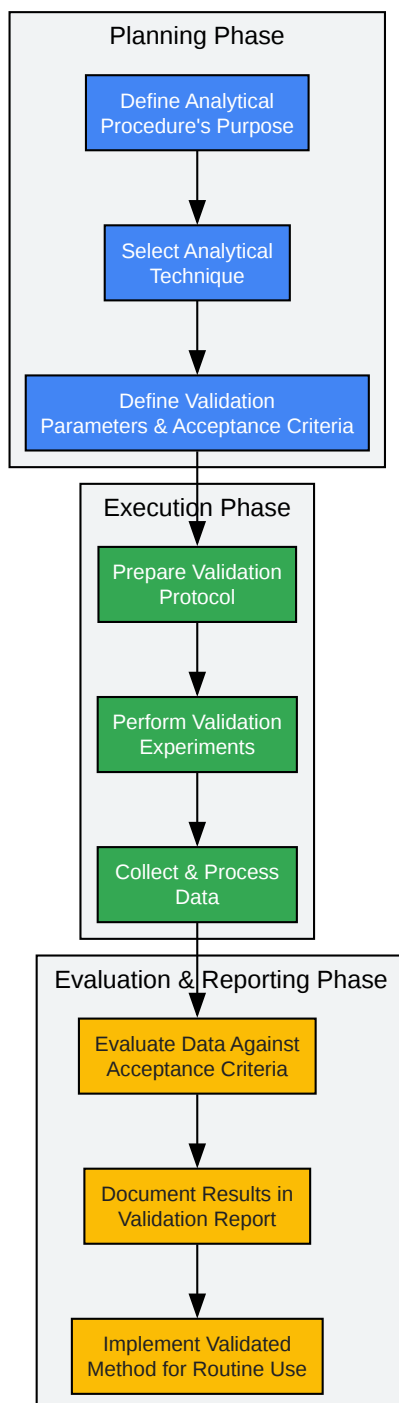 Planning Phase
Define Analytical
Procedure's Purpose
Select Analytical
Technique
Define Validation
Parameters & Acceptance Criteria
Execution Phase
Prepare Validation
Protocol
Perform Validation
Experiments
Collect & Process
Data
Evaluation & Reporting Phase
Evaluate Data Against
Acceptance Criteria
Document Results in
Validation Report
Implement Validated
Method for Routine Use